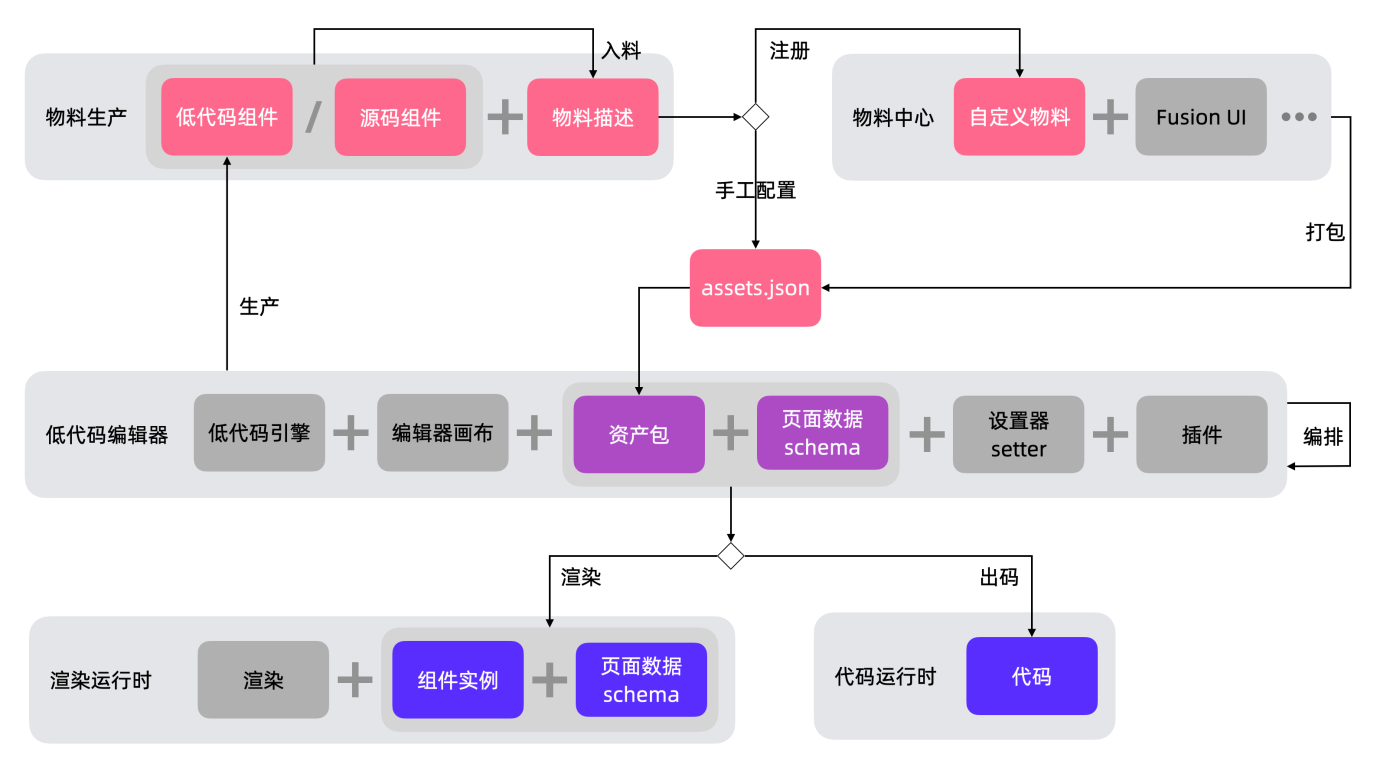 入料
注册
物料生产
低代码组件
/
源码组件
+
物料描述
物料中心
自定义物料
+
Fusion UI
•••
手工配置
打包
assets.json
生产
低代码编辑器
低代码引擎
+
编辑器画布
+
资产包
+
页面数据
schema
+
设置器
setter
+
插件
编排
渲染
出码
渲染运行时
渲染
+
组件实例
+
页面数据
schema
代码运行时
代码